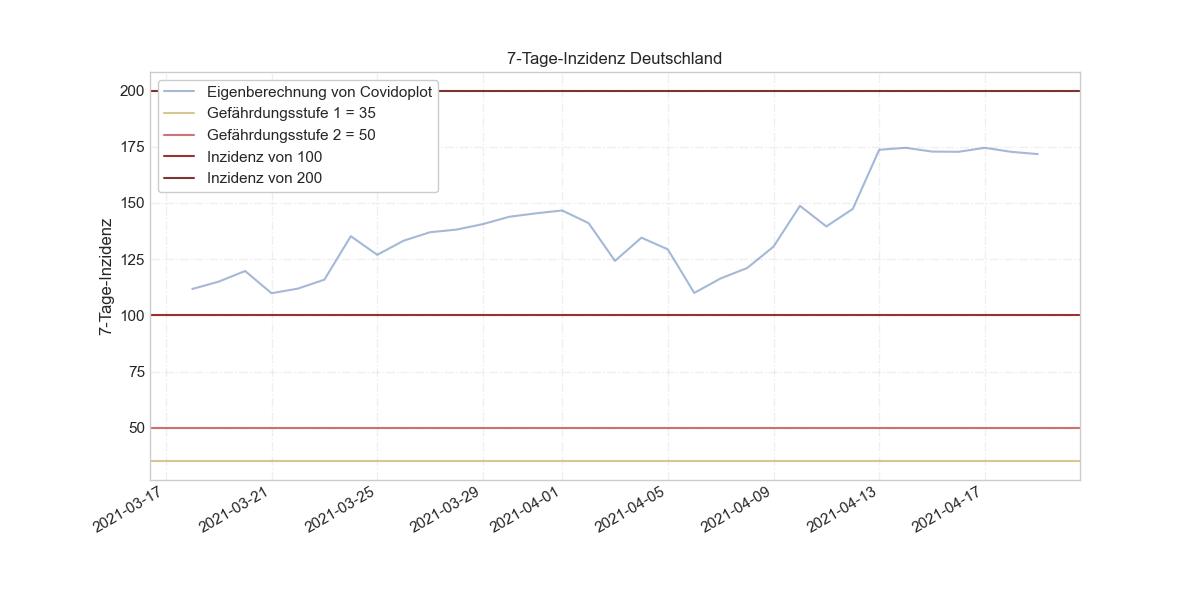 7-Tage-Inzidenz Deutschland
Eigenberechnung von Covidoplot
Gefährdungsstufe 1 = 35
Gefährdungsstufe 2 = 50
Inzidenz von 100
Inzidenz von 200
7-Tage-Inzidenz
200
175
150
125
100
75
50
2021-03-17
2021-03-21
2021-03-25
2021-03-29
2021-04-01
2021-04-05
2021-04-09
2021-04-13
2021-04-17